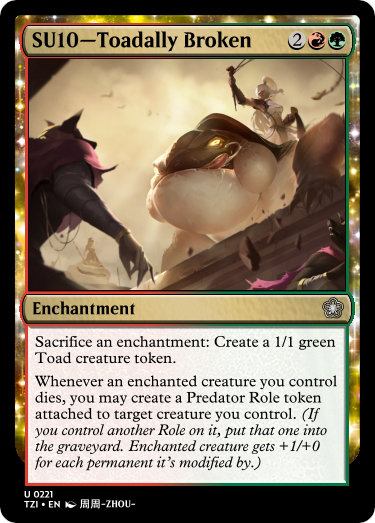 SU10—Toadally Broken 2
Enchantment
Sacrifice an enchantment: Create a 1/1 green
Toad creature token.
Whenever an enchanted creature you control
dies, you may create a Predator Role token
attached to target creature you control. (If
you control another Role on it, put that one into
the graveyard. Enchanted creature gets +1/+0
for each permanent it's modified by.)
U 0221
TZI • EN 周周-ZHOU-